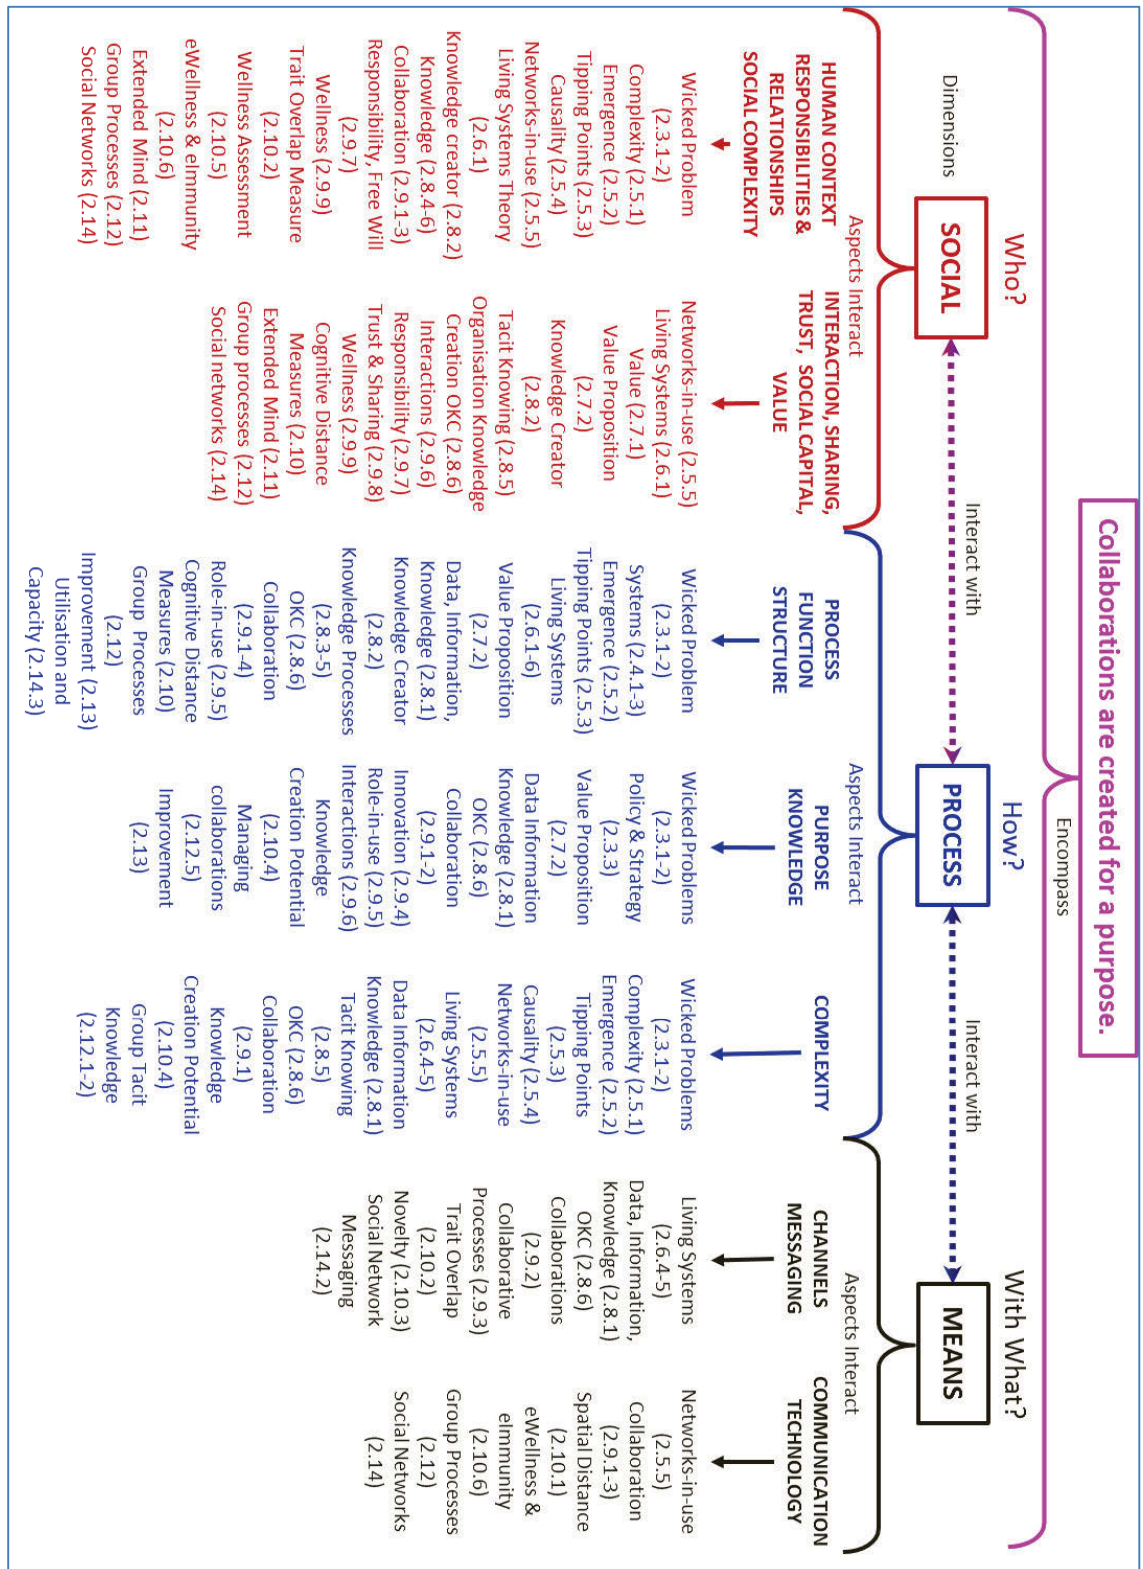 Collaborations are created for a purpose.
Encompass
Who?
How?
With What?
Dimensions
SOCIAL
Interact with
PROCESS
Interact with
MEANS
Aspects Interact
Aspects Interact
Aspects Interact
HUMAN CONTEXT
RESPONSIBILITIES &
RELATIONSHIPS
SOCIAL COMPLEXITY
Wicked Problem
(2.3.1-2)
Complexity (2.5.1)
Emergence (2.5.2)
Tipping Points (2.5.3)
Causality (2.5.4)
Networks-in-use (2.5.5)
Living Systems Theory
(2.6.1)
Knowledge creator (2.8.2)
Knowledge (2.8.4-6)
Collaboration (2.9.1-3)
Responsibility, Free Will
(2.9.7)
Wellness (2.9.9)
Trait Overlap Measure
(2.10.2)
Wellness Assessment
(2.10.5)
eWellness & eImmunity
(2.10.6)
Extended Mind (2.11)
Group Processes (2.12)
Social Networks (2.14)
INTERACTION, SHARING,
TRUST, SOCIAL CAPITAL,
VALUE
Networks-in-use (2.5.5)
Living Systems (2.6.1)
Value (2.7.1)
Value Proposition
(2.7.2)
Knowledge Creator
(2.8.2)
Tacit Knowing (2.8.5)
Organisation Knowledge
Creation OKC (2.8.6)
Interactions (2.9.6)
Responsibility (2.9.7)
Trust & Sharing (2.9.8)
Wellness (2.9.9)
Cognitive Distance
Measures (2.10)
Extended Mind (2.11)
Group processes (2.12)
Social networks (2.14)
PROCESS
FUNCTION
STRUCTURE
Wicked Problem
(2.3.1-2)
Systems (2.4.1-3)
Emergence (2.5.2)
Tipping Points (2.5.3)
Living Systems
(2.6.1-6)
Value Proposition
(2.7.2)
Data, Information,
Knowledge (2.8.1)
Knowledge Creator
(2.8.2)
Knowledge Processes
(2.8.3-5)
OKC (2.8.6)
Collaboration
(2.9.1-4)
Role-in-use (2.9.5)
Cognitive Distance
Measures (2.10)
Group Processes
(2.12)
Improvement (2.13)
Utilisation and
Capacity (2.14.3)
PURPOSE
KNOWLEDGE
Wicked Problems
(2.3.1-2)
Policy & Strategy
(2.3.3)
Value Proposition
(2.7.2)
Data Information
Knowledge (2.8.1)
OKC (2.8.6)
Collaboration
(2.9.1-2)
Innovation (2.9.4)
Role-in-use (2.9.5)
Interactions (2.9.6)
Knowledge
Creation Potential
(2.10.4)
Managing
collaborations
(2.12.5)
Improvement
(2.13)
COMPLEXITY
Wicked Problems
(2.3.1-2)
Complexity (2.5.1)
Emergence (2.5.2)
Tipping Points
(2.5.3)
Causality (2.5.4)
Networks-in-use
(2.5.5)
Living Systems
(2.6.4-5)
Data Information
Knowledge (2.8.1)
Tacit Knowing
(2.8.5)
OKC (2.8.6)
Collaboration
(2.9.1)
Knowledge
Creation Potential
(2.10.4)
Group Tacit
Knowledge
(2.12.1-2)
CHANNELS
MESSAGING
Living Systems
(2.6.4-5)
Data, Information,
Knowledge (2.8.1)
OKC (2.8.6)
Collaborations
(2.9.2)
Collaborative
Processes (2.9.3)
Trait Overlap
(2.10.2)
Novelty (2.10.3)
Social Network
Messaging
(2.14.2)
COMMUNICATION
TECHNOLOGY
Networks-in-use
(2.5.5)
Collaboration
(2.9.1-3)
Spatial Distance
(2.10.1)
eWellness &
eImmunity
(2.10.6)
Group Processes
(2.12)
Social Networks
(2.14)